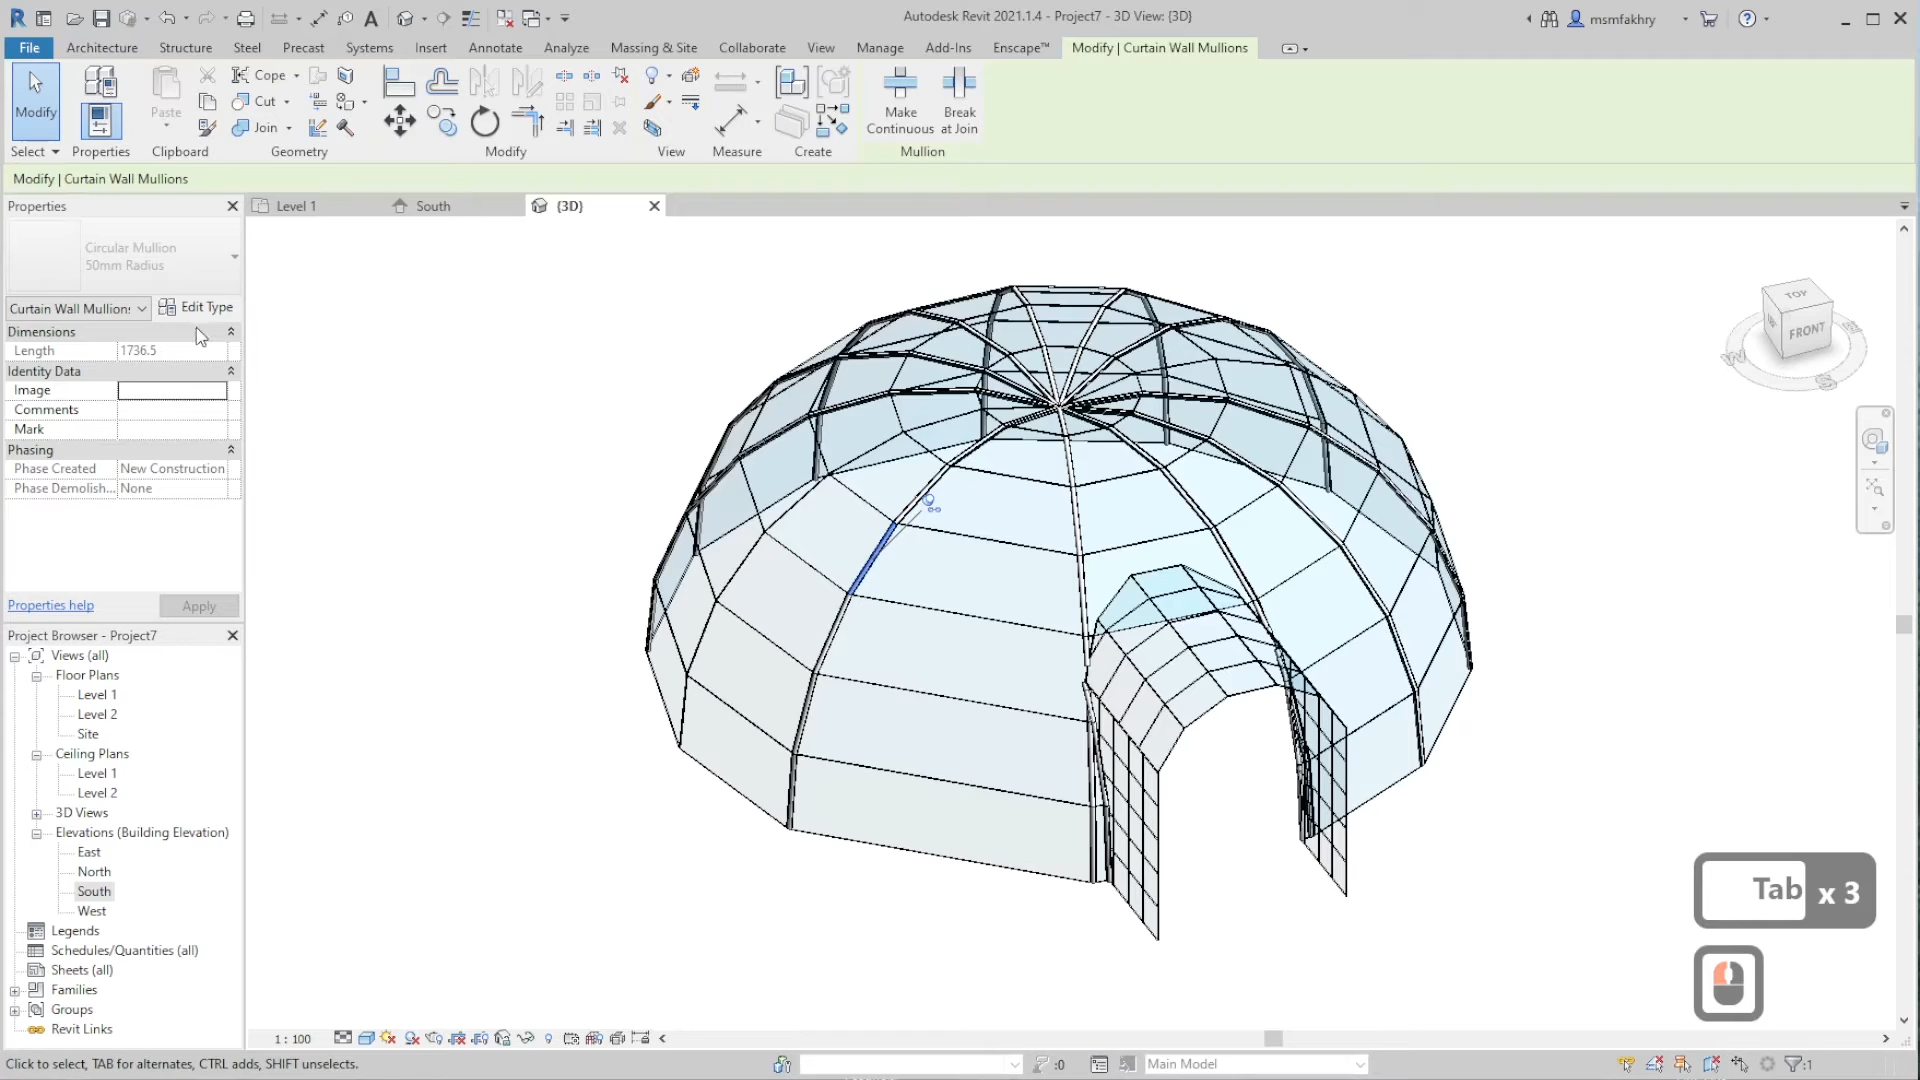 Autodesk Revit 2021.1.4 - Project7 - 3D View: {3D}
msmfakhry
File
Architecture
Structure
Steel
Precast
Systems
Insert
Annotate
Analyze
Massing & Site
Collaborate
View
Manage
Add-Ins
Enscape™
Modify | Curtain Wall Mullions
Modify
Paste
Cope
Cut
Join
Make
Continuous
Break
at Join
Select
Properties
Clipboard
Geometry
Modify
View
Measure
Create
Mullion
Modify | Curtain Wall Mullions
Properties
Circular Mullion
50mm Radius
Curtain Wall Mullion:
Edit Type
Dimensions
Length 1736.5
Identity Data
Image
Comments
Mark
Phasing
Phase Created New Construction
Phase Demolish... None
Properties help
Apply
Project Browser - Project7
Views (all)
Floor Plans
Level 1
Level 2
Site
Ceiling Plans
Level 1
Level 2
3D Views
Elevations (Building Elevation)
East
North
South
West
Legends
Schedules/Quantities (all)
Sheets (all)
Families
Groups
Revit Links
Level 1
South
{3D}
TOP
FRONT
W
S
Tab x 3
1 : 100
Click to select, TAB for alternates, CTRL adds, SHIFT unselects.
:0
Main Model
:1